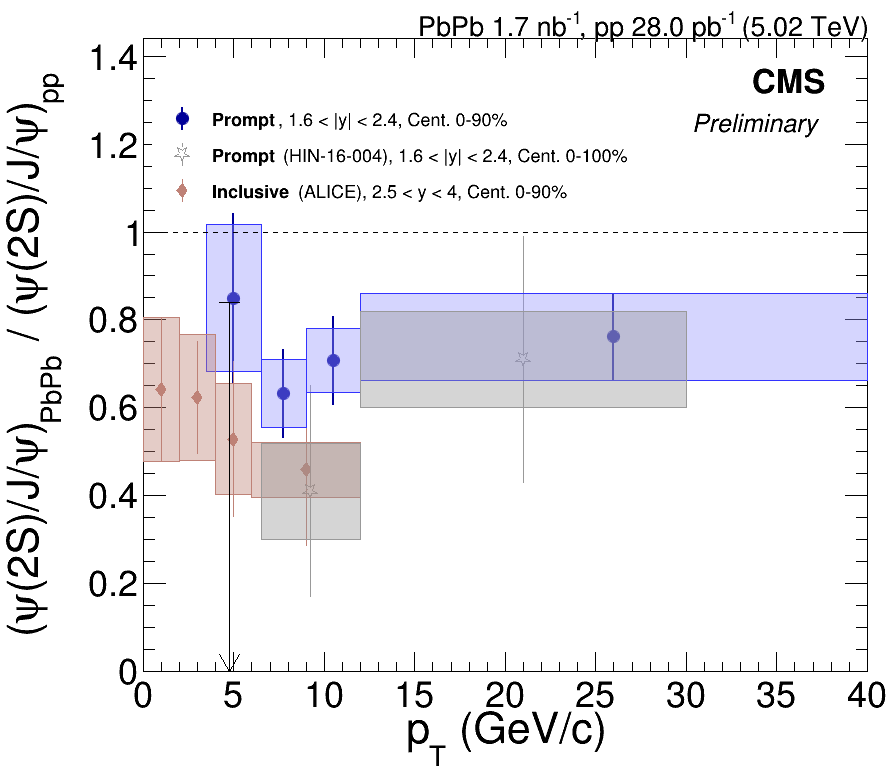 PbPb 1.7 nb⁻¹, pp 28.0 pb⁻¹ (5.02 TeV)
CMS
Preliminary
Prompt , 1.6 < |y| < 2.4, Cent. 0-90%
Prompt (HIN-16-004), 1.6 < |y| < 2.4, Cent. 0-100%
Inclusive (ALICE), 2.5 < y < 4, Cent. 0-90%
(ψ(2S)/J/ψ)PbPb / (ψ(2S)/J/ψ)pp
1.4
1.2
1
0.8
0.6
0.4
0.2
0
0 5 10 15 20 25 30 35 40
pT (GeV/c)